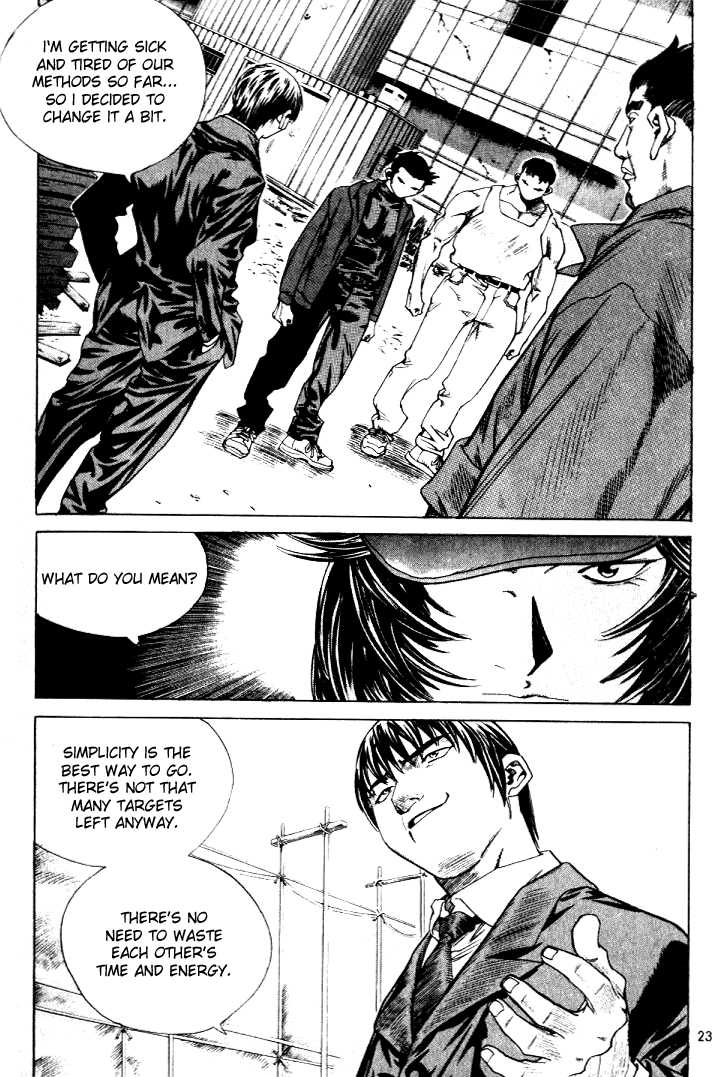 I'M GETTING SICK
AND TIRED OF OUR
METHODS SO FAR...
SO I DECIDED TO
CHANGE IT A BIT.
WHAT DO YOU MEAN?
SIMPLICITY IS THE
BEST WAY TO GO.
THERE'S NOT THAT
MANY TARGETS
LEFT ANYWAY.
THERE'S NO
NEED TO WASTE
EACH OTHER'S
TIME AND ENERGY.
23